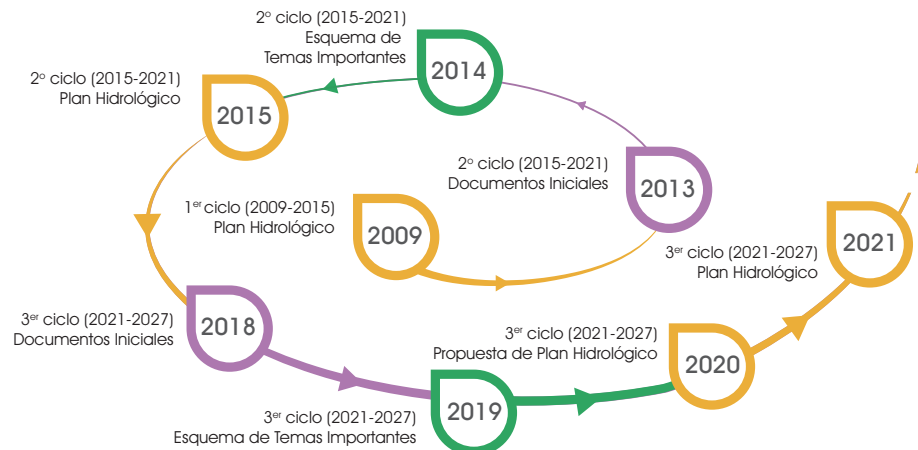 2º ciclo (2015-2021)
Esquema de
Temas Importantes
2014
2º ciclo (2015-2021)
Plan Hidrológico
2015
2º ciclo (2015-2021)
Documentos Iniciales
2013
1er ciclo (2009-2015)
Plan Hidrológico
2009
3er ciclo (2021-2027)
Plan Hidrológico
2021
3er ciclo (2021-2027)
Documentos Iniciales
2018
3er ciclo (2021-2027)
Propuesta de Plan Hidrológico
2020
3er ciclo (2021-2027)
Esquema de Temas Importantes
2019